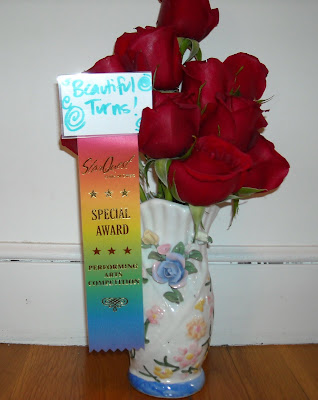 "Beautiful
Turns!
StarQuest
SPECIAL
AWARD
PERFORMING
ARTS
COMPETITION